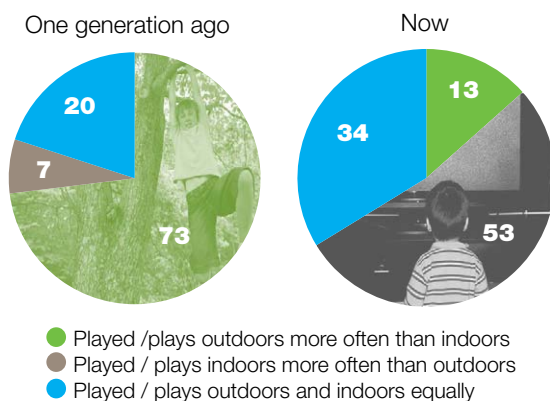 One generation ago
Now
20
7
73
13
34
53
Played /plays outdoors more often than indoors
Played / plays indoors more often than outdoors
Played / plays outdoors and indoors equally